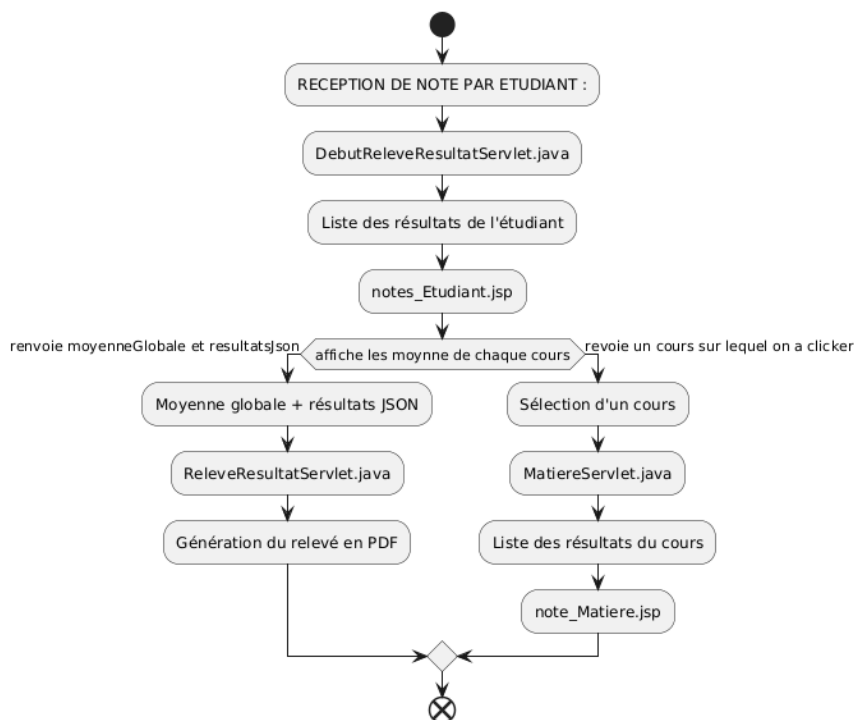 RECEPTION DE NOTE PAR ETUDIANT :
DebutReleveResultatServlet.java
Liste des résultats de l'étudiant
notes_Etudiant.jsp
renvoie moyenneGlobale et resultatsJson
affiche les moynne de chaque cours
revoie un cours sur lequel on a clicker
Moyenne globale + résultats JSON
Sélection d'un cours
ReleveResultatServlet.java
MatiereServlet.java
Génération du relevé en PDF
Liste des résultats du cours
note_Matiere.jsp